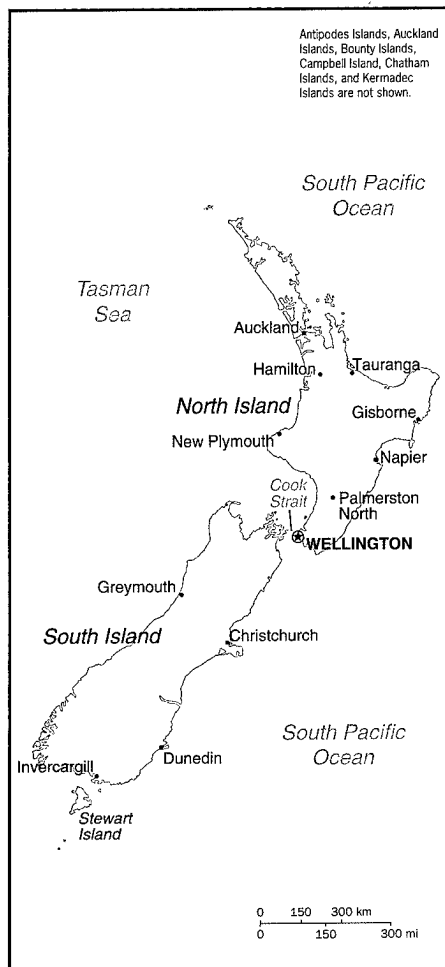 Antipodes Islands, Auckland
Islands, Bounty Islands,
Campbell Island, Chatham
Islands, and Kermadec
Islands are not shown.
South Pacific
Ocean
Tasman
Sea
Auckland
Hamilton
Tauranga
North Island
Gisborne
New Plymouth
Napier
Cook
Strait
Palmerston
North
WELLINGTON
Greymouth
South Island
Christchurch
South Pacific
Ocean
Dunedin
Invercargill
Stewart
Island
0 150 300 km
0 150 300 mi